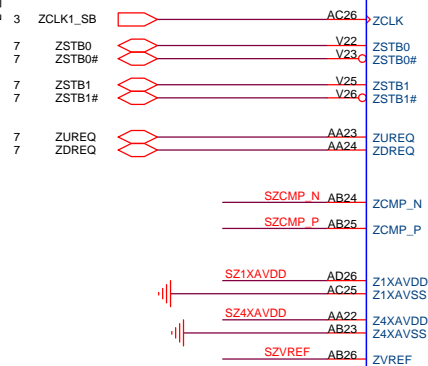 3 ZCLK1_SB AC26 ZCLK
7 ZSTB0 V22 ZSTB0
7 ZSTB0# V23 ZSTB0#
7 ZSTB1 V25 ZSTB1
7 ZSTB1# V26 ZSTB1#
7 ZUREQ AA23 ZUREQ
7 ZDREQ AA24 ZDREQ
SZCMP_N AB24 ZCMP_N
SZCMP_P AB25 ZCMP_P
SZ1XAVDD AD26 Z1XAVDD
AC25 Z1XAVSS
SZ4XAVDD AA22 Z4XAVDD
AB23 Z4XAVSS
SZVREF AB26 ZVREF